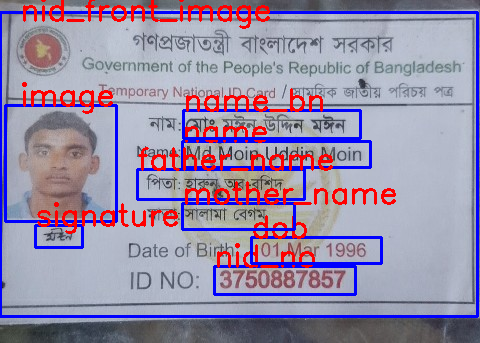 nid_front_image
গণপ্রজাতন্ত্রী বাংলাদেশ সরকার
Government of the People's Republic of Bangladesh
Temporary National ID Card / সাময়িক জাতীয় পরিচয় পত্র
image
name_bn
নাম: মোঃ মঈন উদ্দিন মঈন
name
Name: Md Moin Uddin Moin
father_name
পিতা: হারুন অর রশিদ
mother_name
সালামা বেগম
signature
মঈন
dob
Date of Birth: 01 Mar 1996
nid_no
ID NO: 3750887857